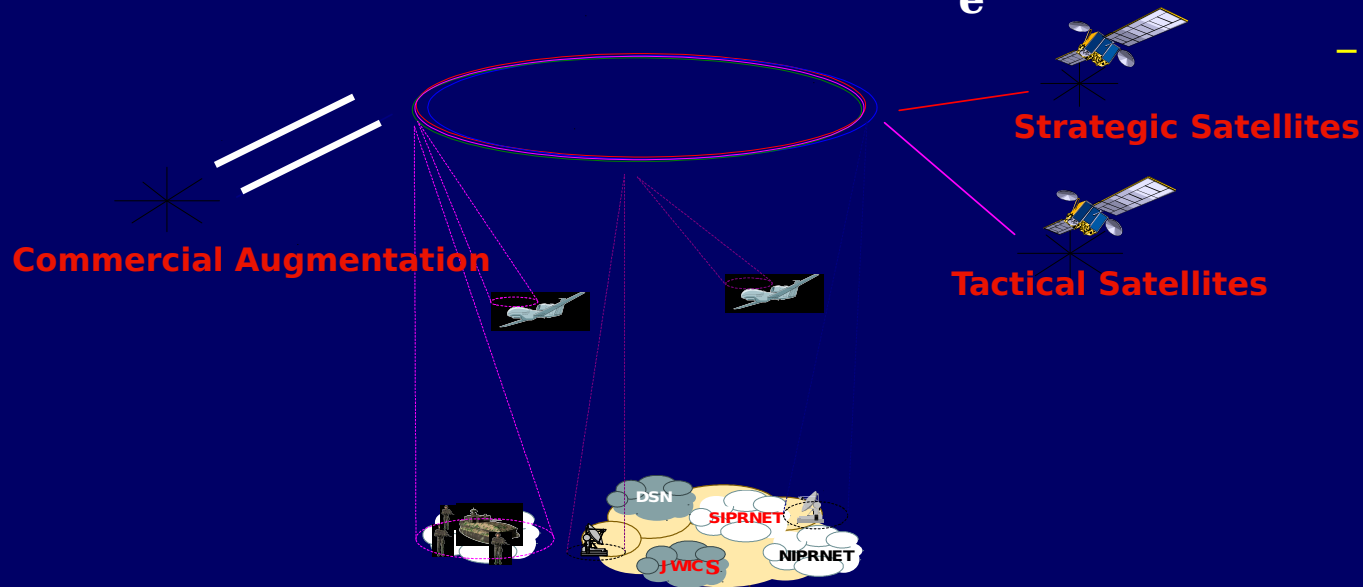 e
–
Strategic Satellites
Commercial Augmentation
Tactical Satellites
DSN
SIPRNET
NIPRNET
JWICS